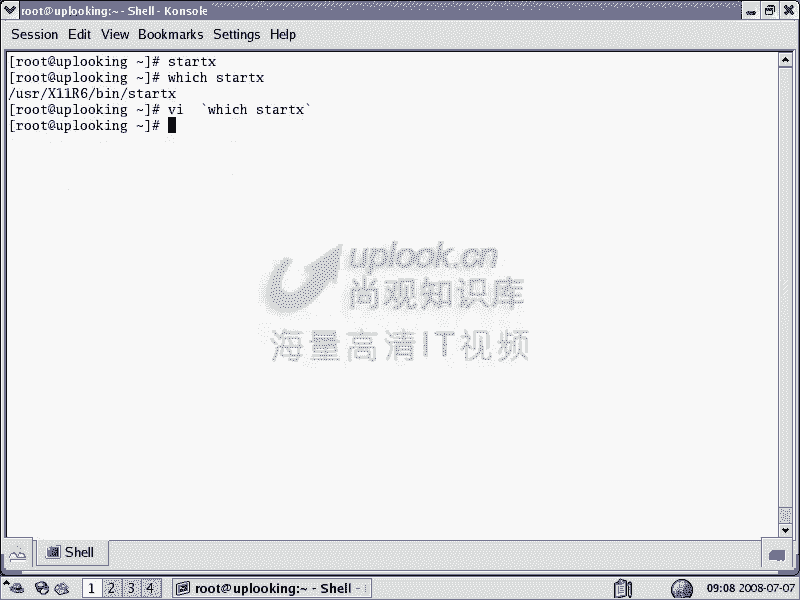 root@uplooking:~ - Shell - Konsole
Session Edit View Bookmarks Settings Help
[root@uplooking ~]# startx
[root@uplooking ~]# which startx
/usr/X11R6/bin/startx
[root@uplooking ~]# vi  `which startx`
[root@uplooking ~]#
uplook.cn
尚观知识库
海量高清IT视频
Shell
1 2 3 4 root@uplooking:~ - Shell - 09:08 2008-07-07